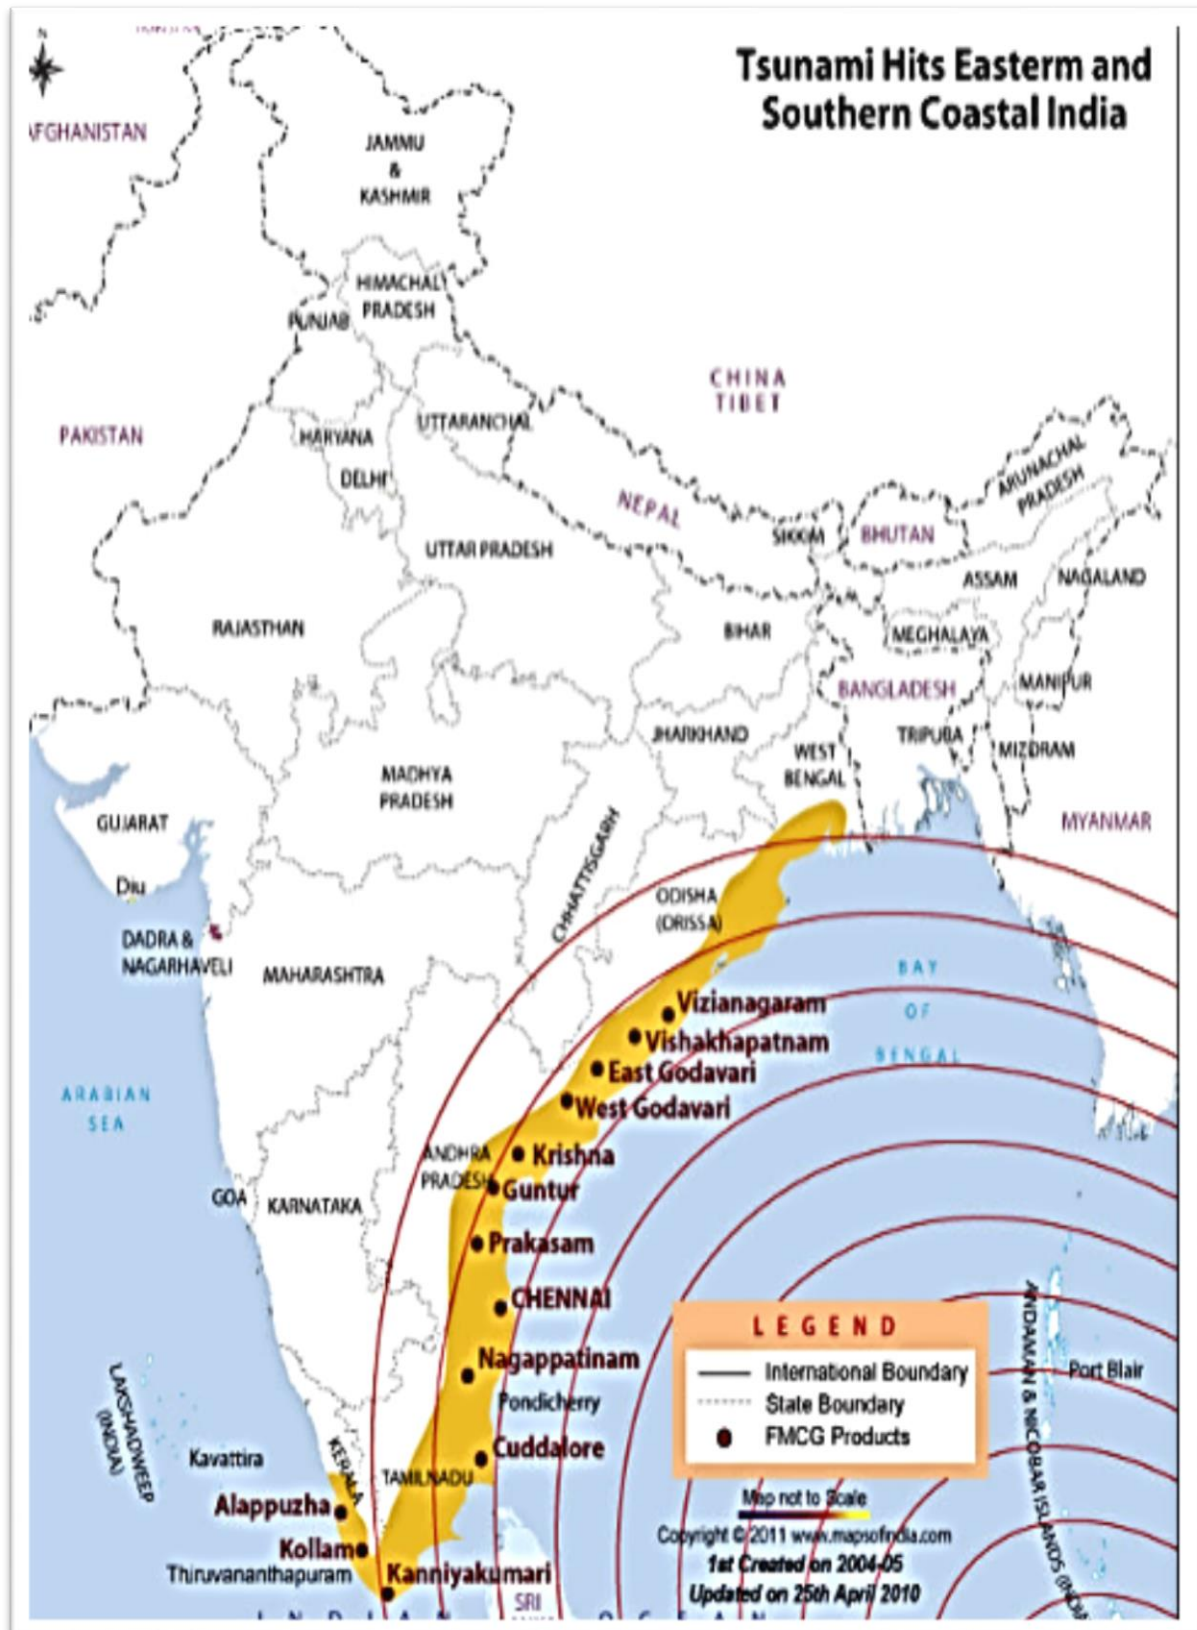 N
Tsunami Hits Easterm and
Southern Coastal India
AFGHANISTAN
JAMMU
&
KASHMIR
HIMACHAL
PRADESH
PUNJAB
CHINA
TIBET
UTTARANCHAL
PAKISTAN
HARYANA
DELHI
ARUNACHAL
PRADESH
NEPAL
SIKKIM
BHUTAN
UTTAR PRADESH
ASSAM
NAGALAND
RAJASTHAN
BIHAR
MEGHALAYA
MANIPUR
BANGLADESH
JHARKHAND
TRIPURA
WEST
BENGAL
MIZORAM
MADHYA
PRADESH
GUJARAT
MYANMAR
CHHATTISGARH
Diu
ODISHA
(ORISSA)
DADRA &
NAGARHAVELI
MAHARASHTRA
BAY
OF
BENGAL
Vizianagaram
Vishakhapatnam
East Godavari
West Godavari
ARABIAN
SEA
ANDHRA
PRADESH
Krishna
Guntur
GOA
KARNATAKA
Prakasam
CHENNAI
Nagappatinam
Pondicherry
Cuddalore
LEGEND
International Boundary
State Boundary
FMCG Products
Port Blair
ANDAMAN & NICOBAR ISLANDS (INDIA)
LAKSHADWEEP
(INDIA)
Kavattira
KERALA
TAMILNADU
Alappuzha
Kollam
Thiruvananthapuram
Kanniyakumari
SRI
INDIAN OCEAN
Map not to Scale
Copyright © 2011 www.mapsofindia.com
1st Created on 2004-05
Updated on 25th April 2010